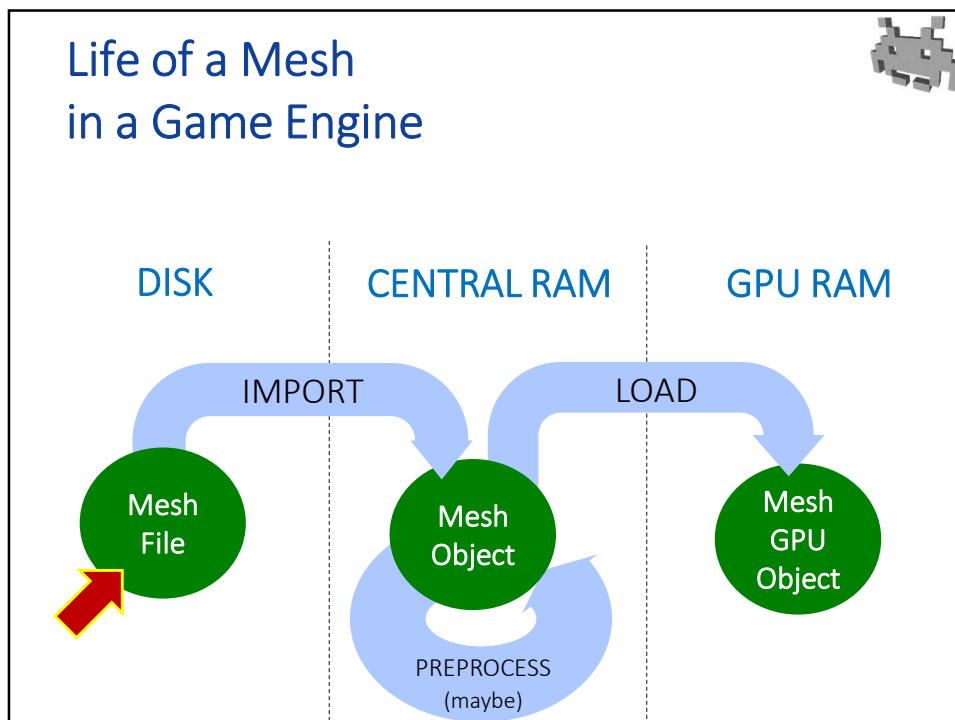 Life of a Mesh
in a Game Engine
DISK
CENTRAL RAM
GPU RAM
IMPORT
LOAD
Mesh
File
Mesh
Object
Mesh
GPU
Object
PREPROCESS
(maybe)